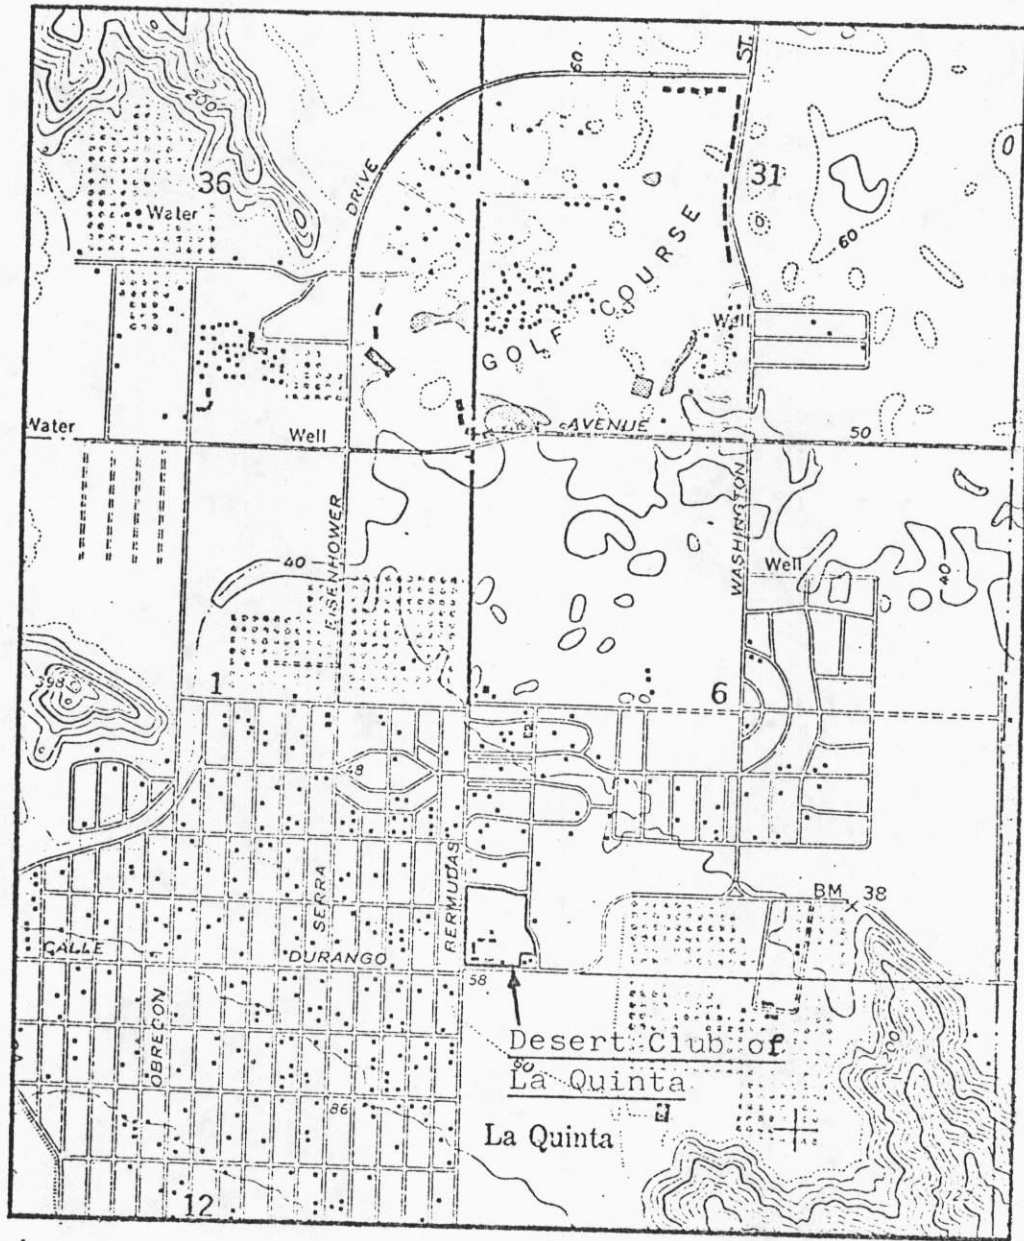 ST.
60
200
36
DRIVE
31
Water
60
GOLF COURSE
Well
Water
Well
AVENUE
50
EISENHOWER
WASHINGTON
40
Well
40
398
1
6
8
BERMUDAS
SERRA
BM X 38
CALLE
DURANGO
58
OBREGON
Desert Club of
La Quinta
60
86
La Quinta
12